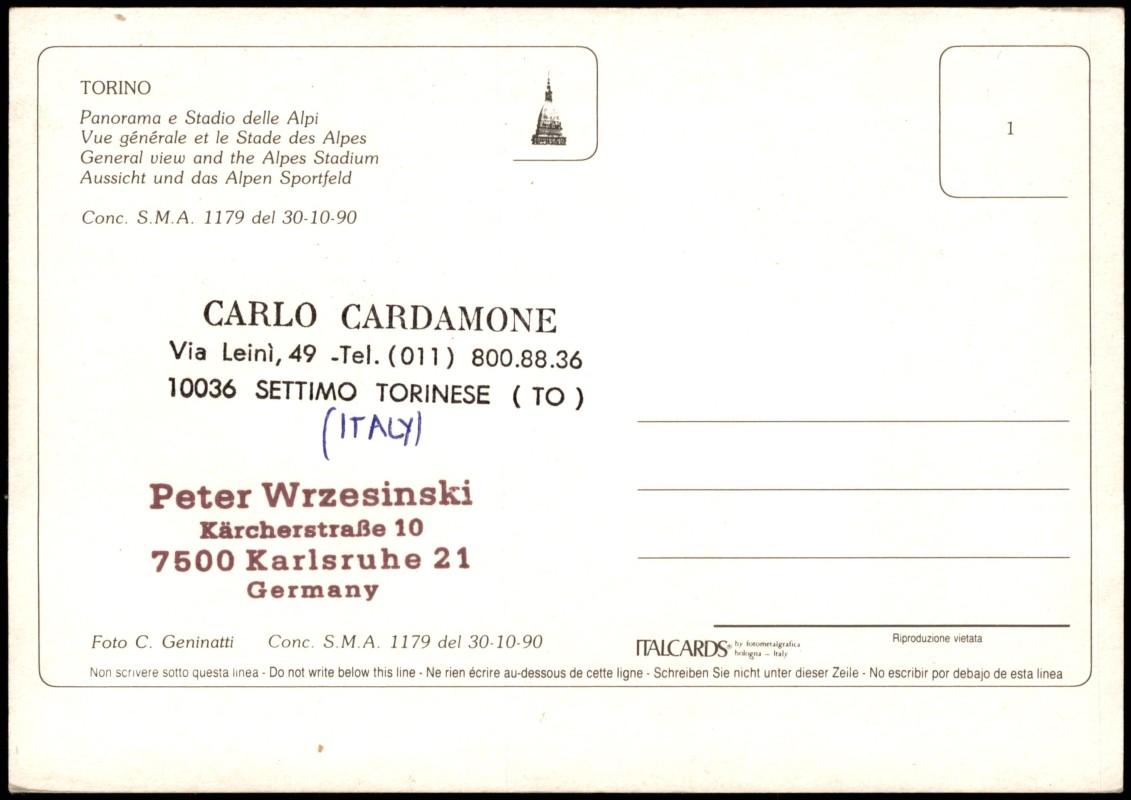 TORINO
Panorama e Stadio delle Alpi
Vue générale et le Stade des Alpes
General view and the Alpes Stadium
Aussicht und das Alpen Sportfeld
Conc. S.M.A. 1179 del 30-10-90
1
CARLO CARDAMONE
Via Leinì, 49 -Tel. (011) 800.88.36
10036 SETTIMO TORINESE ( TO )
(ITALY)
Peter Wrzesinski
Kärcherstraße 10
7500 Karlsruhe 21
Germany
Foto C. Geninatti Conc. S.M.A. 1179 del 30-10-90
ITALCARDS® by fotometalgrafica
bologna - Italy
Riproduzione vietata
Non scrivere sotto questa linea - Do not write below this line - Ne rien écrire au-dessous de cette ligne - Schreiben Sie nicht unter dieser Zeile - No escribir por debajo de esta linea